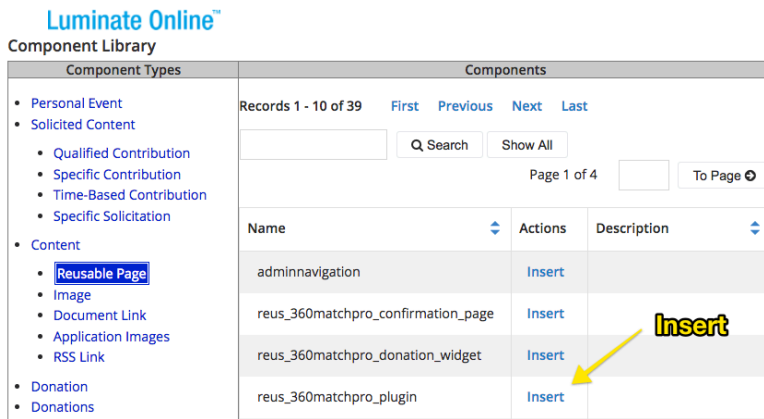 Luminate Online™
Component Library
Component Types
Components
• Personal Event
• Solicited Content
• Qualified Contribution
• Specific Contribution
• Time-Based Contribution
• Specific Solicitation
• Content
• Reusable Page
• Image
• Document Link
• Application Images
• RSS Link
• Donation
• Donations
Records 1 - 10 of 39 First Previous Next Last
Search Show All
Page 1 of 4 To Page
Name Actions Description
adminnavigation Insert
reus_360matchpro_confirmation_page Insert
Insert
reus_360matchpro_donation_widget Insert
reus_360matchpro_plugin Insert